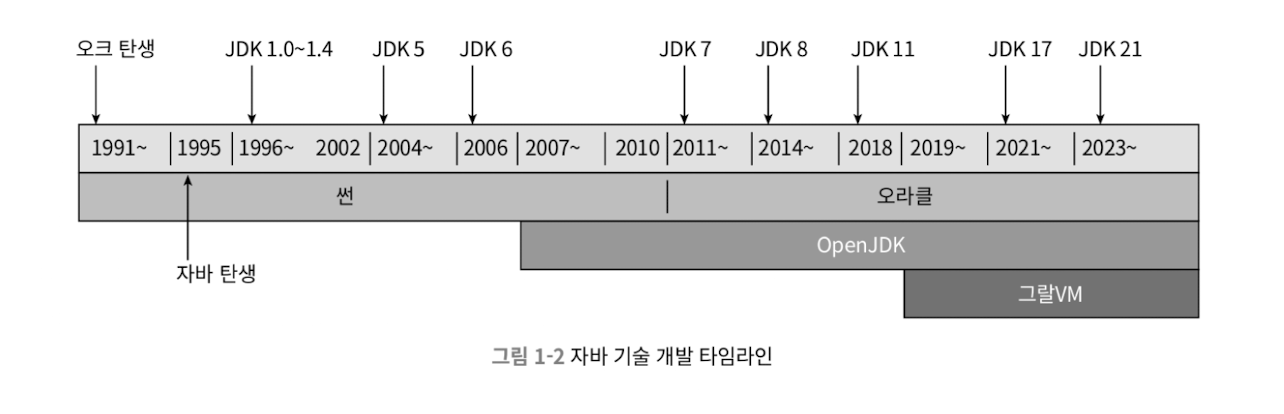 오크 탄생 JDK 1.0~1.4 JDK 5 JDK 6 JDK 7 JDK 8 JDK 11 JDK 17 JDK 21
1991~ 1995 1996~ 2002 2004~ 2006 2007~ 2010 2011~ 2014~ 2018 2019~ 2021~ 2023~
썬 오라클
OpenJDK
자바 탄생
그랄VM
그림 1-2 자바 기술 개발 타임라인